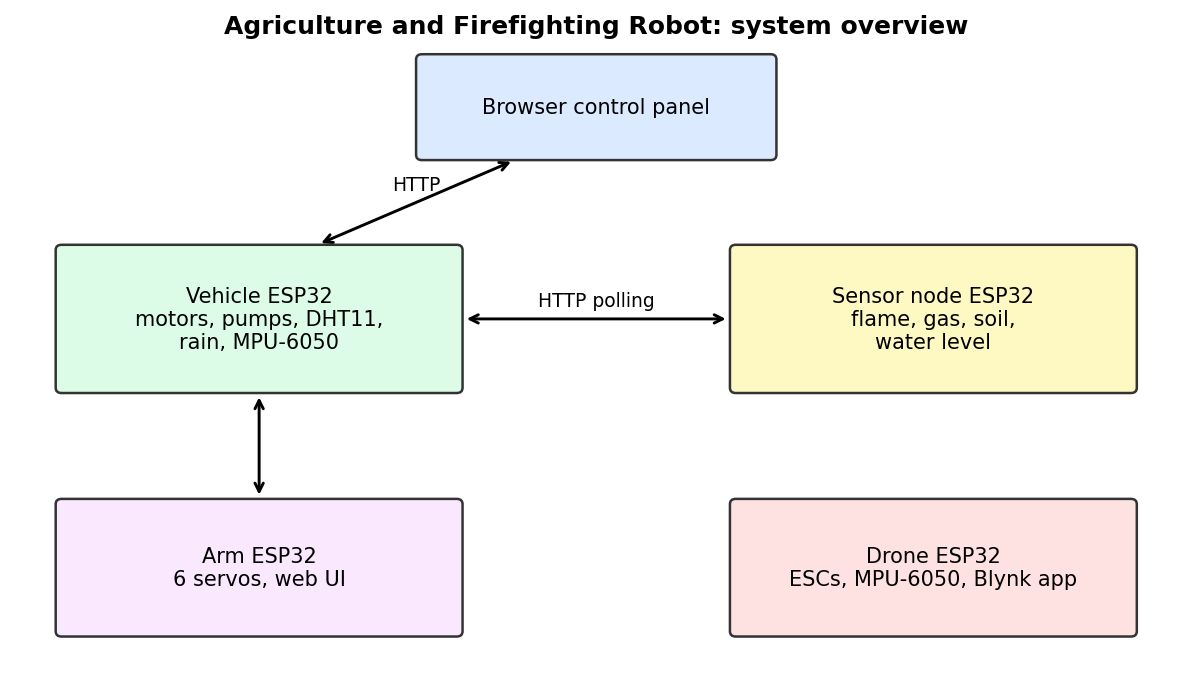 Agriculture and Firefighting Robot: system overview
Browser control panel
HTTP
Vehicle ESP32
motors, pumps, DHT11,
rain, MPU-6050
HTTP polling
Sensor node ESP32
flame, gas, soil,
water level
Arm ESP32
6 servos, web UI
Drone ESP32
ESCs, MPU-6050, Blynk app